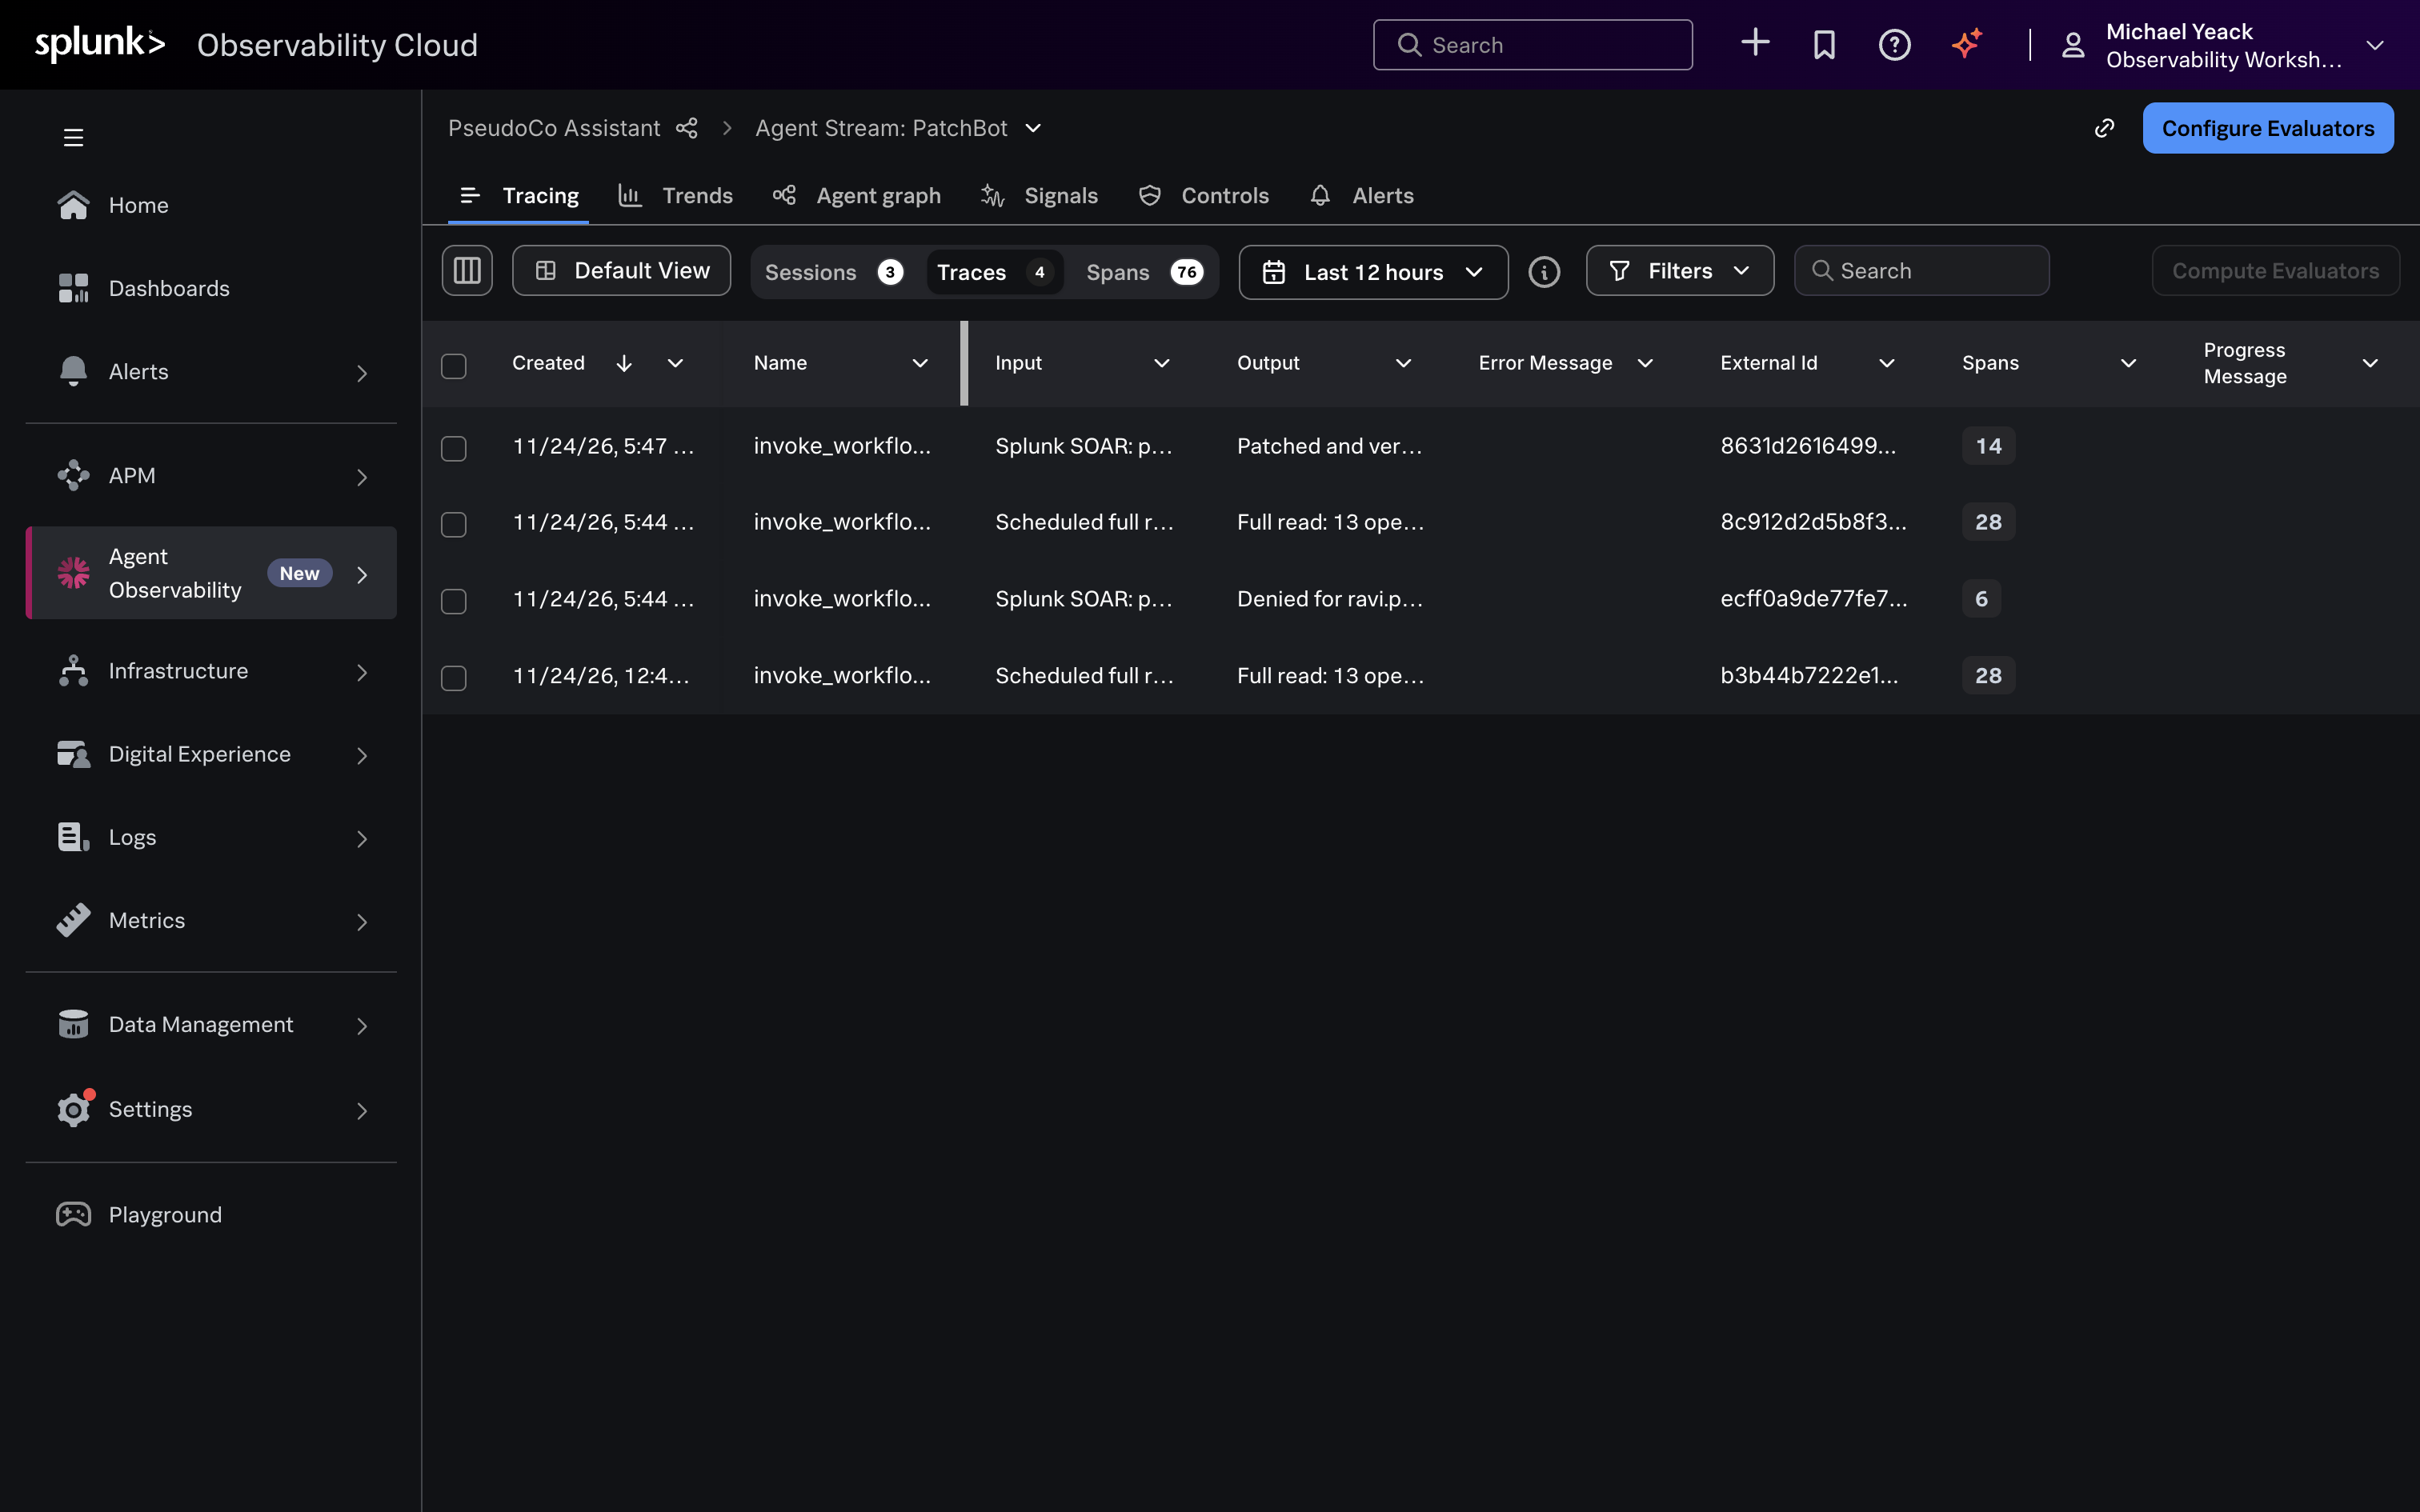 splunk> Observability Cloud
Search
Michael Yeack
Observability Worksh...
Home
Dashboards
Alerts
APM
Agent Observability
New
Infrastructure
Digital Experience
Logs
Metrics
Data Management
Settings
Playground
PseudoCo Assistant > Agent Stream: PatchBot
Configure Evaluators
Tracing Trends Agent graph Signals Controls Alerts
Default View Sessions 3 Traces 4 Spans 76 Last 12 hours Filters Search Compute Evaluators
Created Name Input Output Error Message External Id Spans Progress Message
11/24/26, 5:47 ... invoke_workflo... Splunk SOAR: p... Patched and ver... 8631d2616499... 14
11/24/26, 5:44 ... invoke_workflo... Scheduled full r... Full read: 13 ope... 8c912d2d5b8f3... 28
11/24/26, 5:44 ... invoke_workflo... Splunk SOAR: p... Denied for ravi.p... ecff0a9de77fe7... 6
11/24/26, 12:4... invoke_workflo... Scheduled full r... Full read: 13 ope... b3b44b7222e1... 28